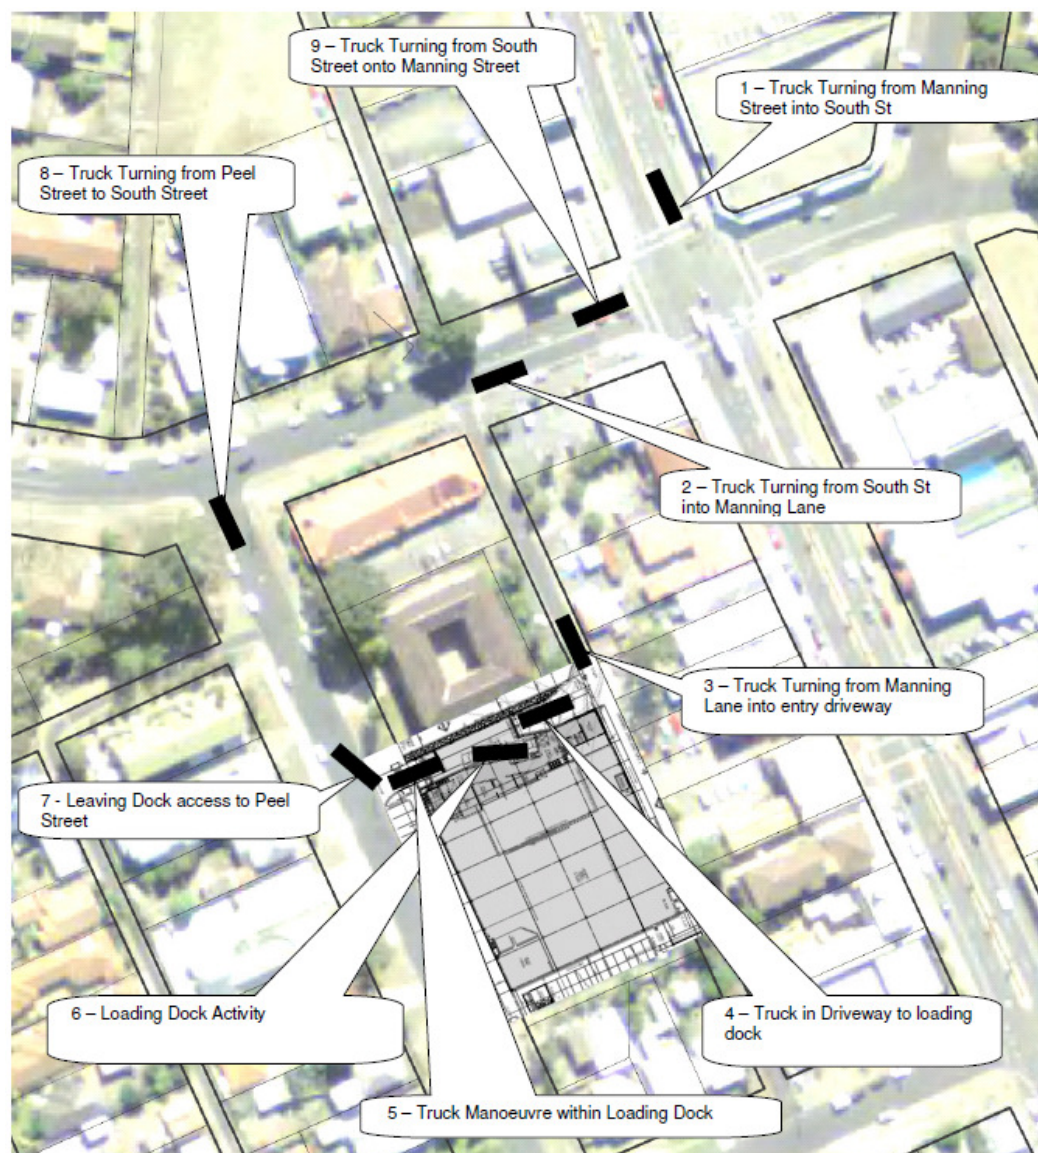 9 – Truck Turning from South
Street onto Manning Street
1 – Truck Turning from Manning
Street into South St
8 – Truck Turning from Peel
Street to South Street
2 – Truck Turning from South St
into Manning Lane
3 – Truck Turning from Manning
Lane into entry driveway
7 - Leaving Dock access to Peel
Street
6 – Loading Dock Activity
4 – Truck in Driveway to loading
dock
5 – Truck Manoeuvre within Loading Dock